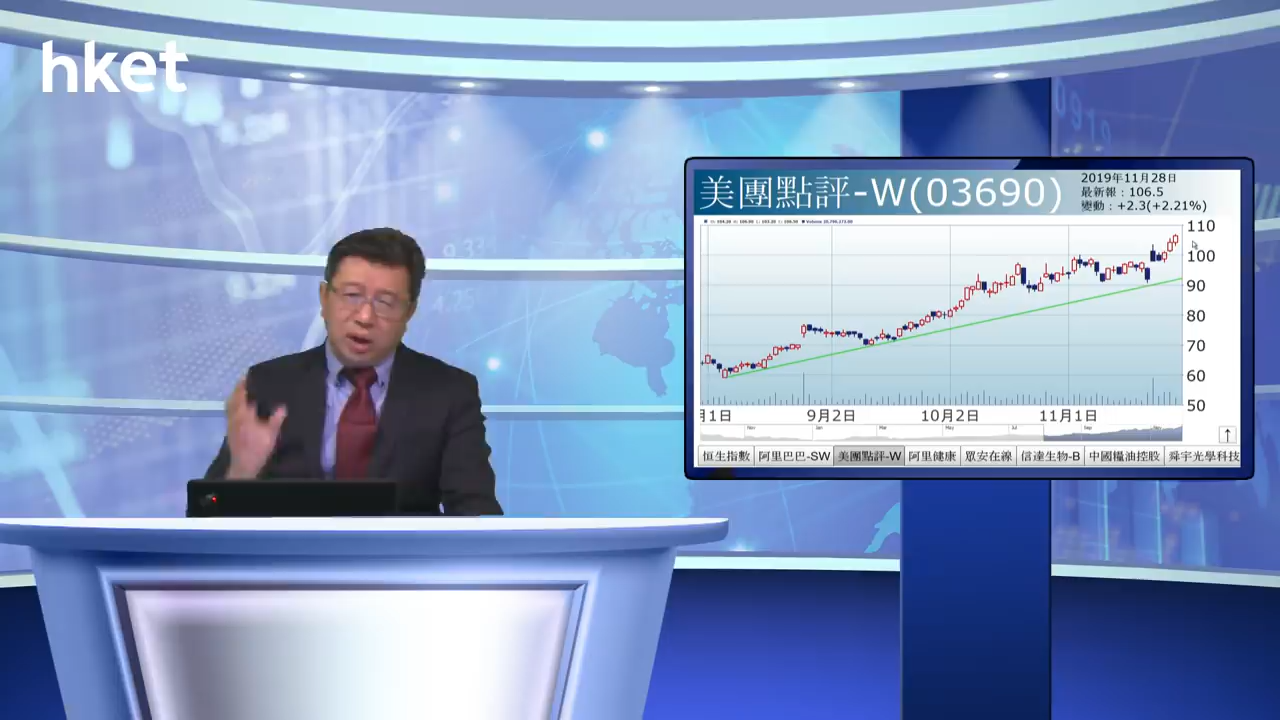 hket
美團點評-W(03690)
2019年11月28日
最新報：106.5
變動：+2.3(+2.21%)
110
100
90
80
70
60
50
月1日 9月2日 10月2日 11月1日
恒生指數 阿里巴巴-SW 美團點評-W 阿里健康 眾安在線 信達生物-B 中國糧油控股 舜宇光學科技